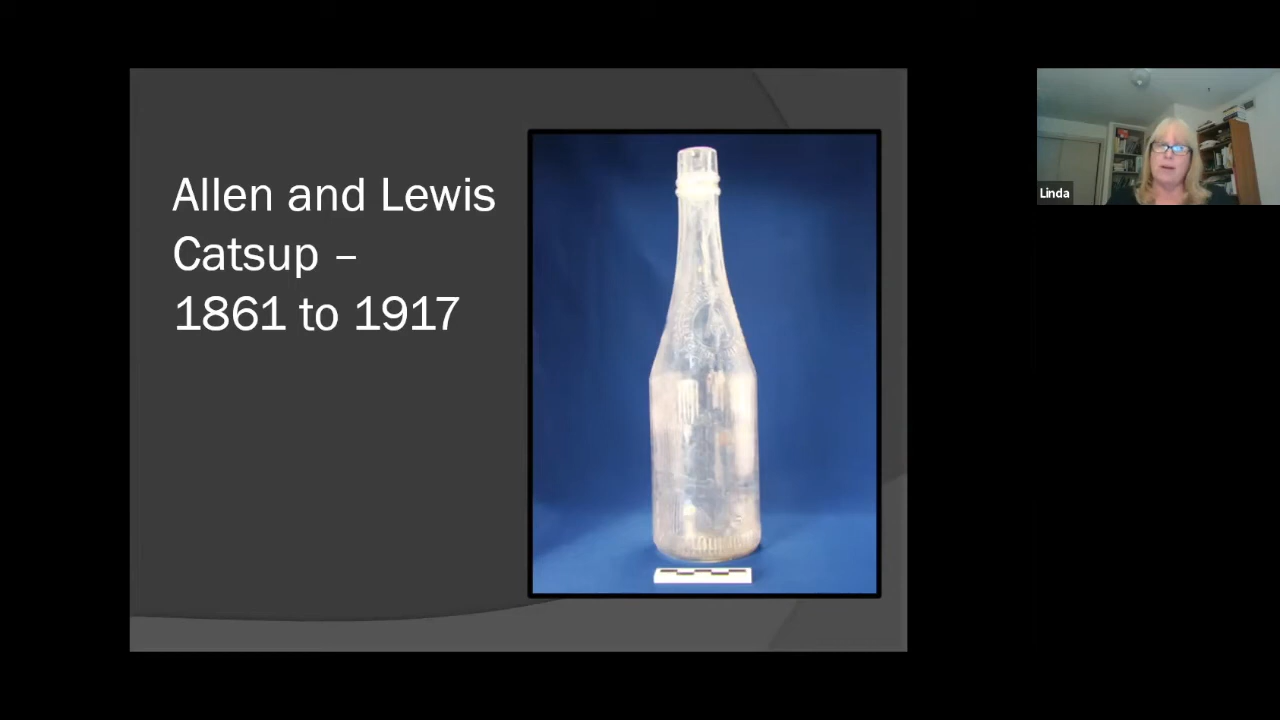 Allen and Lewis
Catsup –
1861 to 1917
Linda